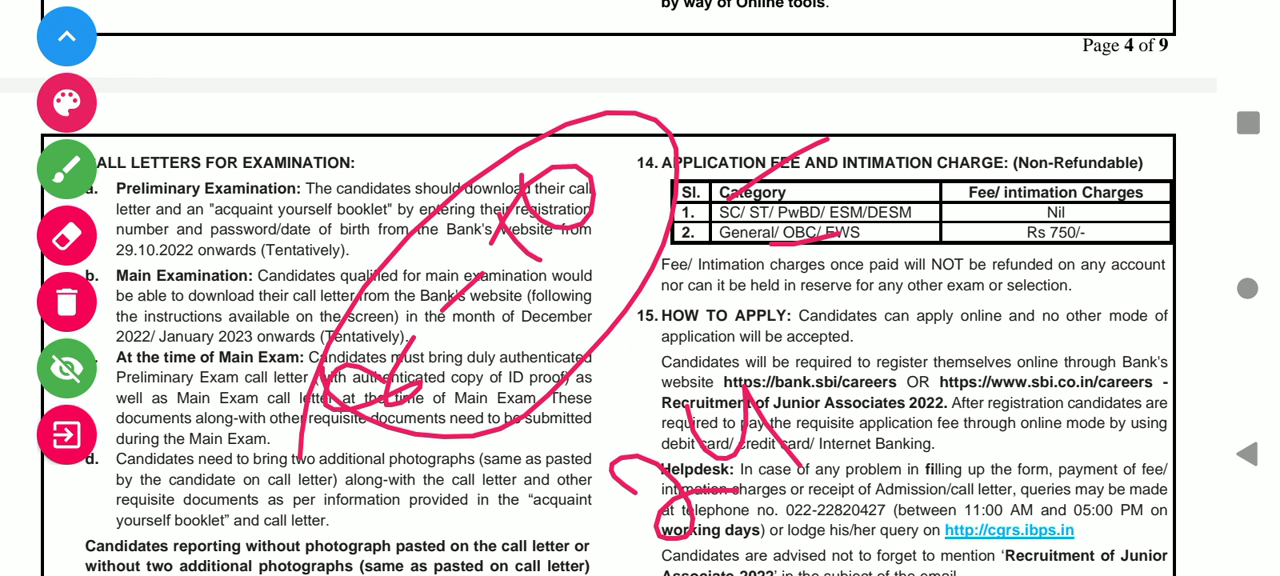 by way of Online tools.
Page 4 of 9
ALL LETTERS FOR EXAMINATION:
a. Preliminary Examination: The candidates should download their call
letter and an "acquaint yourself booklet" by entering their registration
number and password/date of birth from the Bank's website from
29.10.2022 onwards (Tentatively).
b. Main Examination: Candidates qualified for main examination would
be able to download their call letter from the Bank's website (following
the instructions available on the screen) in the month of December
2022/ January 2023 onwards (Tentatively).
At the time of Main Exam: Candidates must bring duly authenticated
Preliminary Exam call letter (with authenticated copy of ID proof) as
well as Main Exam call letter at the time of Main Exam. These
documents along-with other requisite documents need to be submitted
during the Main Exam.
d. Candidates need to bring two additional photographs (same as pasted
by the candidate on call letter) along-with the call letter and other
requisite documents as per information provided in the “acquaint
yourself booklet” and call letter.
Candidates reporting without photograph pasted on the call letter or
without two additional photographs (same as pasted on call letter)
14. APPLICATION FEE AND INTIMATION CHARGE: (Non-Refundable)
Sl. Category Fee/ intimation Charges
1. SC/ ST/ PwBD/ ESM/DESM Nil
2. General/ OBC/ EWS Rs 750/-
Fee/ Intimation charges once paid will NOT be refunded on any account
nor can it be held in reserve for any other exam or selection.
15. HOW TO APPLY: Candidates can apply online and no other mode of
application will be accepted.
Candidates will be required to register themselves online through Bank's
website https://bank.sbi/careers OR https://www.sbi.co.in/careers -
Recruitment of Junior Associates 2022. After registration candidates are
required to pay the requisite application fee through online mode by using
debit card/ credit card/ Internet Banking.
Helpdesk: In case of any problem in filling up the form, payment of fee/
intimation charges or receipt of Admission/call letter, queries may be made
at telephone no. 022-22820427 (between 11:00 AM and 05:00 PM on
working days) or lodge his/her query on http://cgrs.ibps.in
Candidates are advised not to forget to mention ‘Recruitment of Junior
Associate 2022’ in the subject of the email.